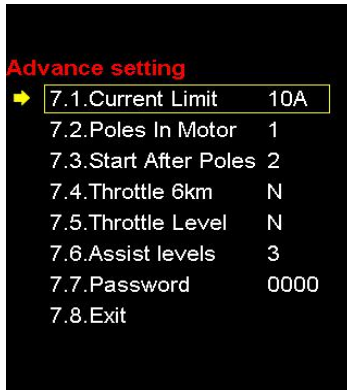 Advance setting
7.1.Current Limit 10A
7.2.Poles In Motor 1
7.3.Start After Poles 2
7.4.Throttle 6km N
7.5.Throttle Level N
7.6.Assist levels 3
7.7.Password 0000
7.8.Exit